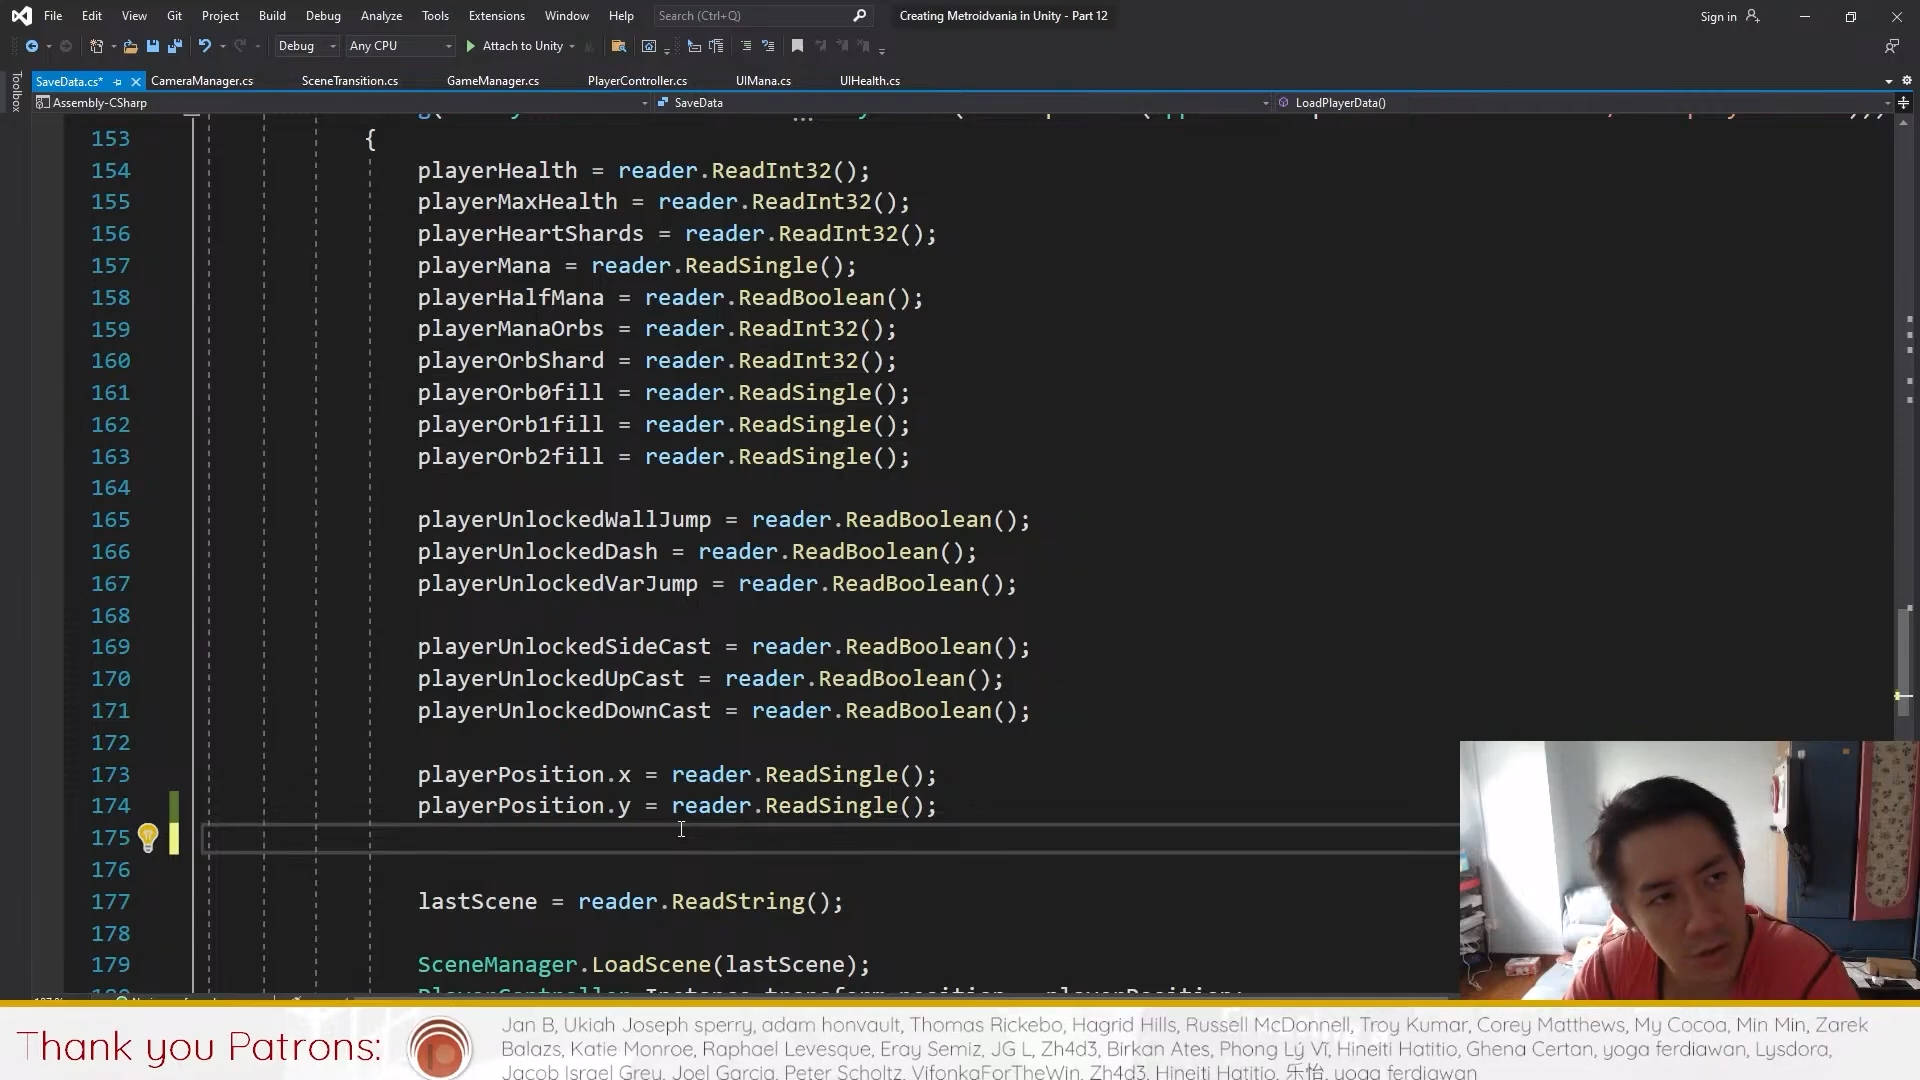 File Edit View Git Project Build Debug Analyze Tools Extensions Window Help Search (Ctrl+Q) Creating Metroidvania in Unity - Part 12 Sign in
Debug Any CPU Attach to Unity
SaveData.cs* CameraManager.cs SceneTransition.cs GameManager.cs PlayerController.cs UIMana.cs UIHealth.cs
Toolbox
Assembly-CSharp SaveData LoadPlayerData()
153 {
154 playerHealth = reader.ReadInt32();
155 playerMaxHealth = reader.ReadInt32();
156 playerHeartShards = reader.ReadInt32();
157 playerMana = reader.ReadSingle();
158 playerHalfMana = reader.ReadBoolean();
159 playerManaOrbs = reader.ReadInt32();
160 playerOrbShard = reader.ReadInt32();
161 playerOrb0fill = reader.ReadSingle();
162 playerOrb1fill = reader.ReadSingle();
163 playerOrb2fill = reader.ReadSingle();
164
165 playerUnlockedWallJump = reader.ReadBoolean();
166 playerUnlockedDash = reader.ReadBoolean();
167 playerUnlockedVarJump = reader.ReadBoolean();
168
169 playerUnlockedSideCast = reader.ReadBoolean();
170 playerUnlockedUpCast = reader.ReadBoolean();
171 playerUnlockedDownCast = reader.ReadBoolean();
172
173 playerPosition.x = reader.ReadSingle();
174 playerPosition.y = reader.ReadSingle();
175
176
177 lastScene = reader.ReadString();
178
179 SceneManager.LoadScene(lastScene);
Thank you Patrons:
Jan B, Ukiah Joseph sperry, adam honvault, Thomas Rickebo, Hagrid Hills, Russell McDonnell, Troy Kumar, Corey Matthews, My Cocoa, Min Min, Zarek
Balazs, Katie Monroe, Raphael Levesque, Eray Semiz, JG L, Zh4d3, Birkan Ates, Phong Lý Vĩ, Hineiti Hatitio, Ghena Certan, yoga ferdiawan, Lysdora,
Jacob Israel Grey, Joel Garcia, Peter Scholtz, VifonkaForTheWin, Zh4d3, Hineiti Hatitio, 乐怡, yoga ferdiawan